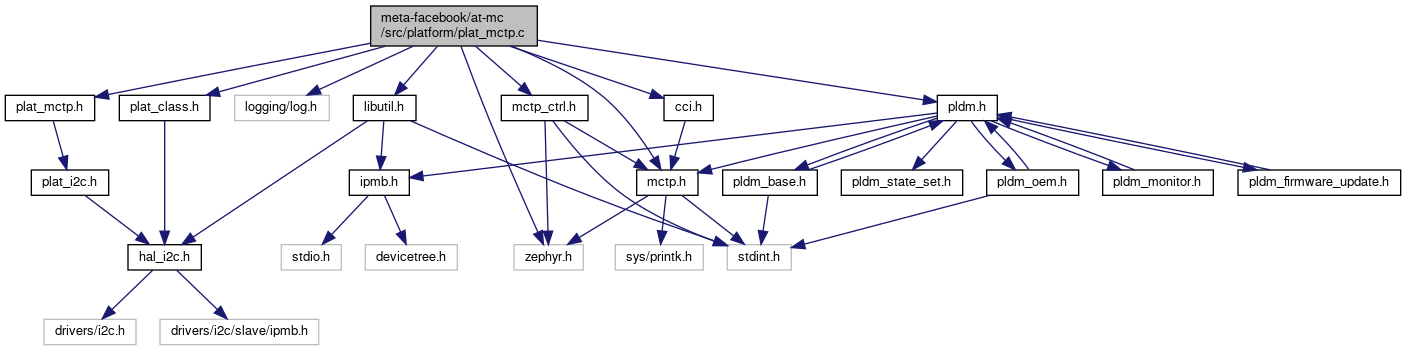 meta-facebook/at-mc
/src/platform/plat_mctp.c
plat_mctp.h
plat_class.h
logging/log.h
libutil.h
mctp_ctrl.h
cci.h
pldm.h
plat_i2c.h
ipmb.h
mctp.h
pldm_base.h
pldm_state_set.h
pldm_oem.h
pldm_monitor.h
pldm_firmware_update.h
hal_i2c.h
stdio.h
devicetree.h
zephyr.h
sys/printk.h
stdint.h
drivers/i2c.h
drivers/i2c/slave/ipmb.h